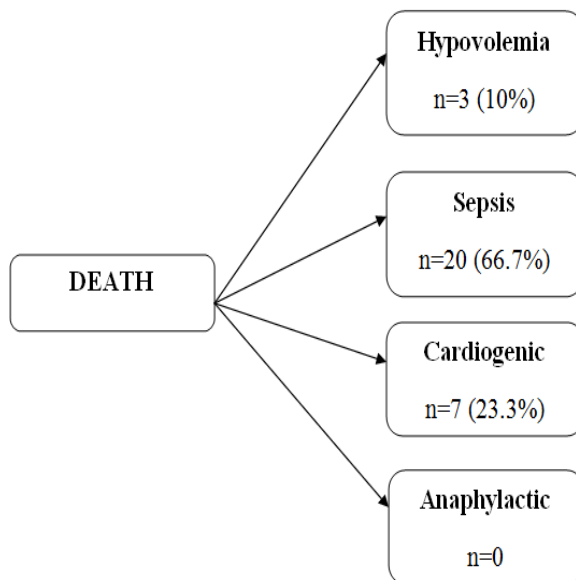 Hypovolemia
n=3 (10%)
Sepsis
n=20 (66.7%)
DEATH
Cardiogenic
n=7 (23.3%)
Anaphylactic
n=0